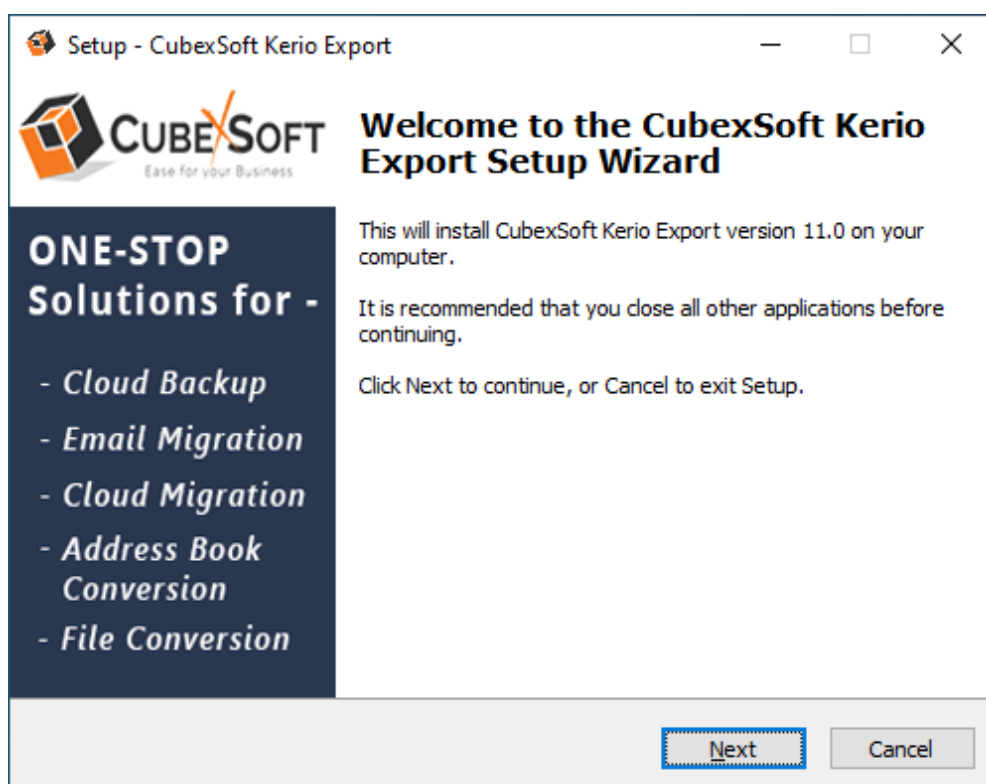 Setup - CubexSoft Kerio Export
CUBEXSOFT
Ease for your Business
Welcome to the CubexSoft Kerio
Export Setup Wizard
This will install CubexSoft Kerio Export version 11.0 on your
computer.
It is recommended that you close all other applications before
continuing.
Click Next to continue, or Cancel to exit Setup.
ONE-STOP
Solutions for -
- Cloud Backup
- Email Migration
- Cloud Migration
- Address Book
Conversion
- File Conversion
Next
Cancel